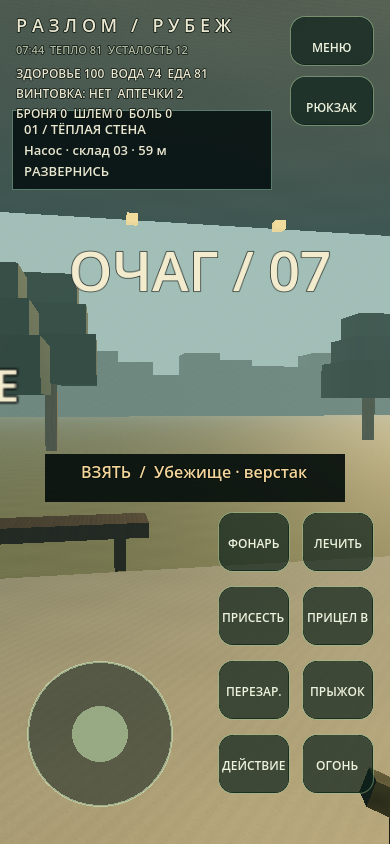 РАЗЛОМ / РУБЕЖ
07:44 ТЕПЛО 81 УСТАЛОСТЬ 12
ЗДОРОВЬЕ 100 ВОДА 74 ЕДА 81
ВИНТОВКА: НЕТ АПТЕЧКИ 2
БРОНЯ 0 ШЛЕМ 0 БОЛЬ 0
МЕНЮ
РЮКЗАК
01 / ТЁПЛАЯ СТЕНА
Насос · склад 03 · 59 м
РАЗВЕРНИСЬ
ОЧАГ / 07
Е
ВЗЯТЬ / Убежище · верстак
ФОНАРЬ
ЛЕЧИТЬ
ПРИСЕСТЬ
ПРИЦЕЛ В
ПЕРЕЗАР.
ПРЫЖОК
ДЕЙСТВИЕ
ОГОНЬ